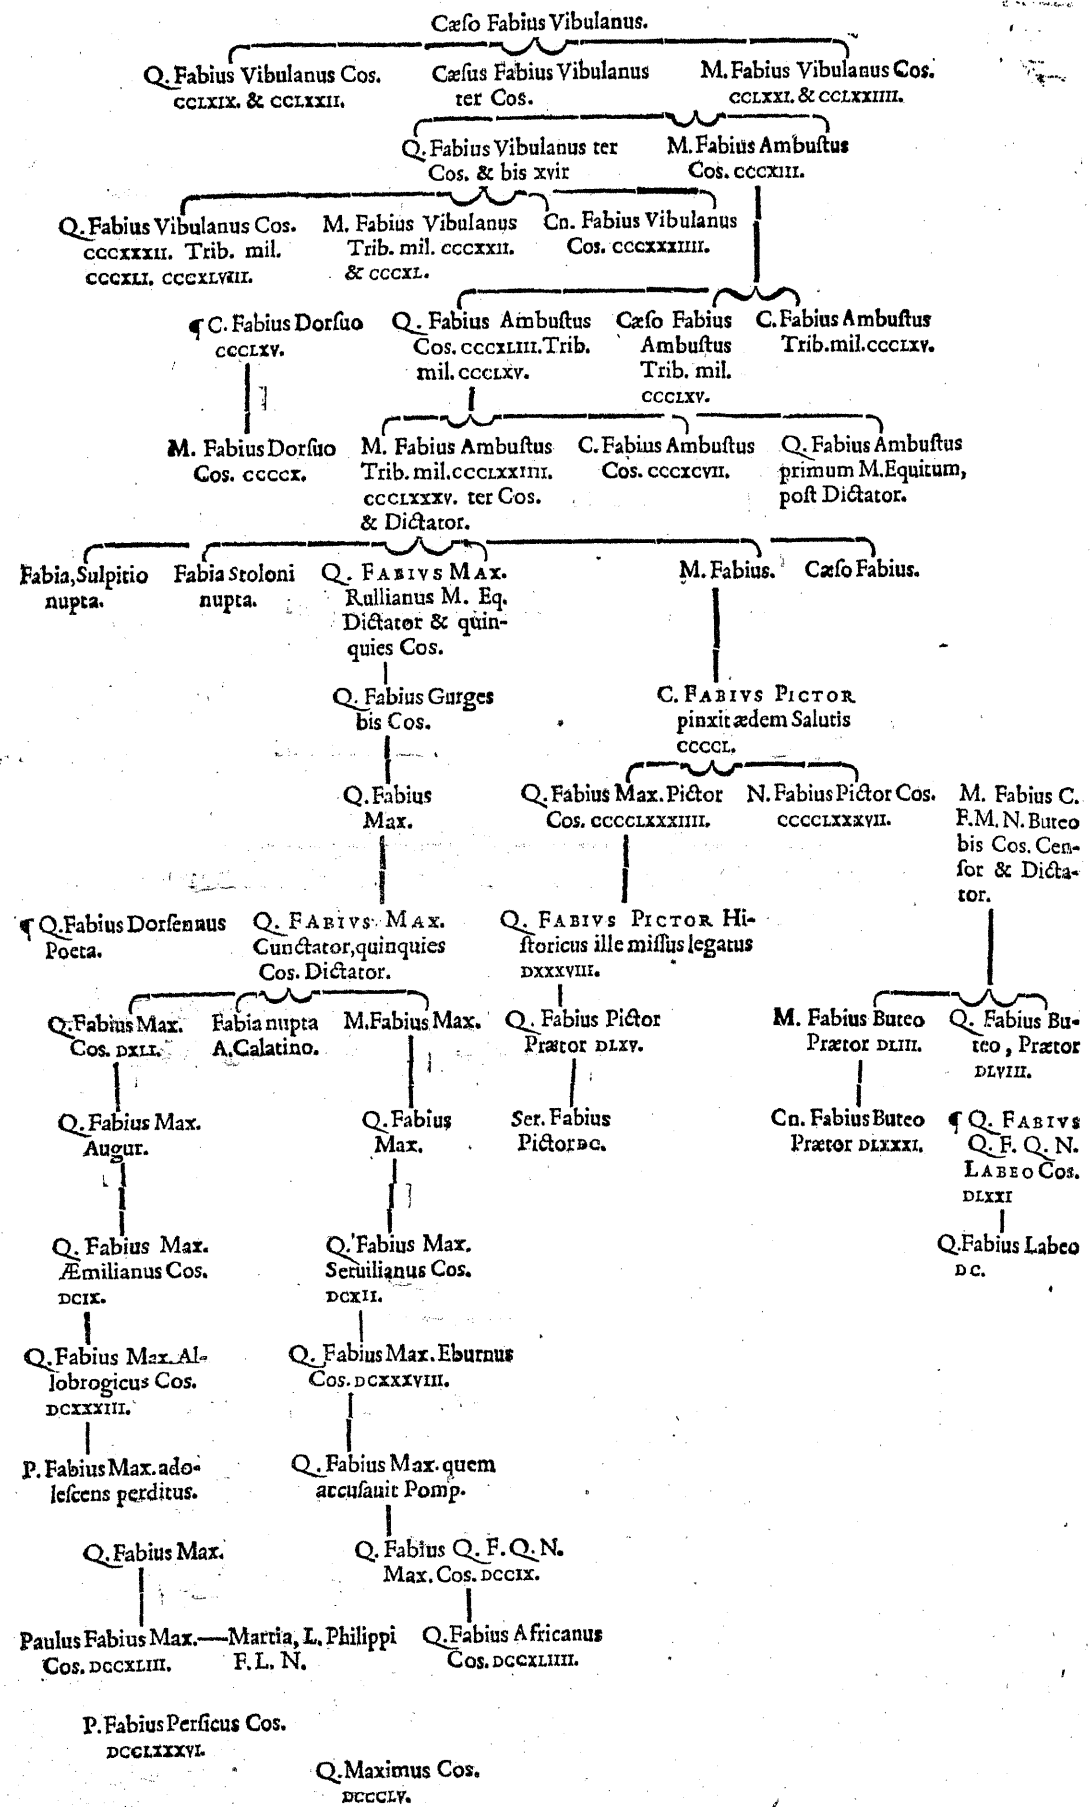 Cæſo Fabius Vibulanus.
Q. Fabius Vibulanus Cos.
CCLXIX. & CCLXXII.
Cæſus Fabius Vibulanus
ter Cos.
M. Fabius Vibulanus Cos.
CCLXXI. & CCLXXIIII.
Q. Fabius Vibulanus ter
Cos. & bis xvir
M. Fabius Ambuſtus
Cos. CCCXIII.
Q. Fabius Vibulanus Cos.
CCCXXXII. Trib. mil.
CCCXLI. CCCXLVIII.
M. Fabius Vibulanus
Trib. mil. CCCXXII.
& CCCXL.
Cn. Fabius Vibulanus
Cos. CCCXXXIIII.
¶ C. Fabius Dorſuo
CCCLXV.
Q. Fabius Ambuſtus
Cos. CCCXLIII. Trib.
mil. CCCLXV.
Cæſo Fabius
Ambuſtus
Trib. mil.
CCCLXV.
C. Fabius Ambuſtus
Trib. mil. CCCLXV.
M. Fabius Dorſuo
Cos. CCCCX.
M. Fabius Ambuſtus
Trib. mil. CCCLXXIIII.
CCCLXXXV. ter Cos.
& Dictator.
C. Fabius Ambuſtus
Cos. CCCXCVII.
Q. Fabius Ambuſtus
primum M. Equitum,
poſt Dictator.
Fabia, Sulpitio
nupta.
Fabia Stoloni
nupta.
Q. FABIVS MAX.
Rullianus M. Eq.
Dictator & quin-
quies Cos.
M. Fabius.
Cæſo Fabius.
Q. Fabius Gurges
bis Cos.
C. FABIVS PICTOR
pinxit ædem Salutis
CCCCL.
Q. Fabius
Max.
Q. Fabius Max. Pictor
Cos. CCCCLXXXIIII.
N. Fabius Pictor Cos.
CCCCLXXXVII.
M. Fabius C.
F. M. N. Buteo
bis Cos. Cen-
ſor & Dicta-
tor.
¶ Q. Fabius Dorſennus
Poeta.
Q. FABIVS MAX.
Cunctator, quinquies
Cos. Dictator.
Q. FABIVS PICTOR Hi-
ſtoricus ille miſſus legatus
DXXXVIII.
Q. Fabius Max.
Cos. DXLI.
Fabia nupta
A. Calatino.
M. Fabius Max.
Q. Fabius Pictor
Prætor DLXV.
M. Fabius Buteo
Prætor DLIII.
Q. Fabius Bu-
teo, Prætor
DLVIII.
Q. Fabius Max.
Augur.
Q. Fabius
Max.
Ser. Fabius
Pictor DC.
Cn. Fabius Buteo
Prætor DLXXXI.
¶ Q. FABIVS
Q. F. Q. N.
LABEO Cos.
DLXXI
Q. Fabius Max.
Æmilianus Cos.
DCIX.
Q. Fabius Max.
Seruilianus Cos.
DCXII.
Q. Fabius Labeo
DC.
Q. Fabius Max. Al-
lobrogicus Cos.
DCXXXIII.
Q. Fabius Max. Eburnus
Cos. DCXXXVIII.
P. Fabius Max. ado-
leſcens perditus.
Q. Fabius Max. quem
accuſauit Pomp.
Q. Fabius Max.
Q. Fabius Q. F. Q. N.
Max. Cos. DCCIX.
Paulus Fabius Max.—Martia, L. Philippi
Cos. DCCXLIII.
F. L. N.
Q. Fabius Africanus
Cos. DCCXLIIII.
P. Fabius Perſicus Cos.
DCCLXXXVI.
Q. Maximus Cos.
DCCCLV.